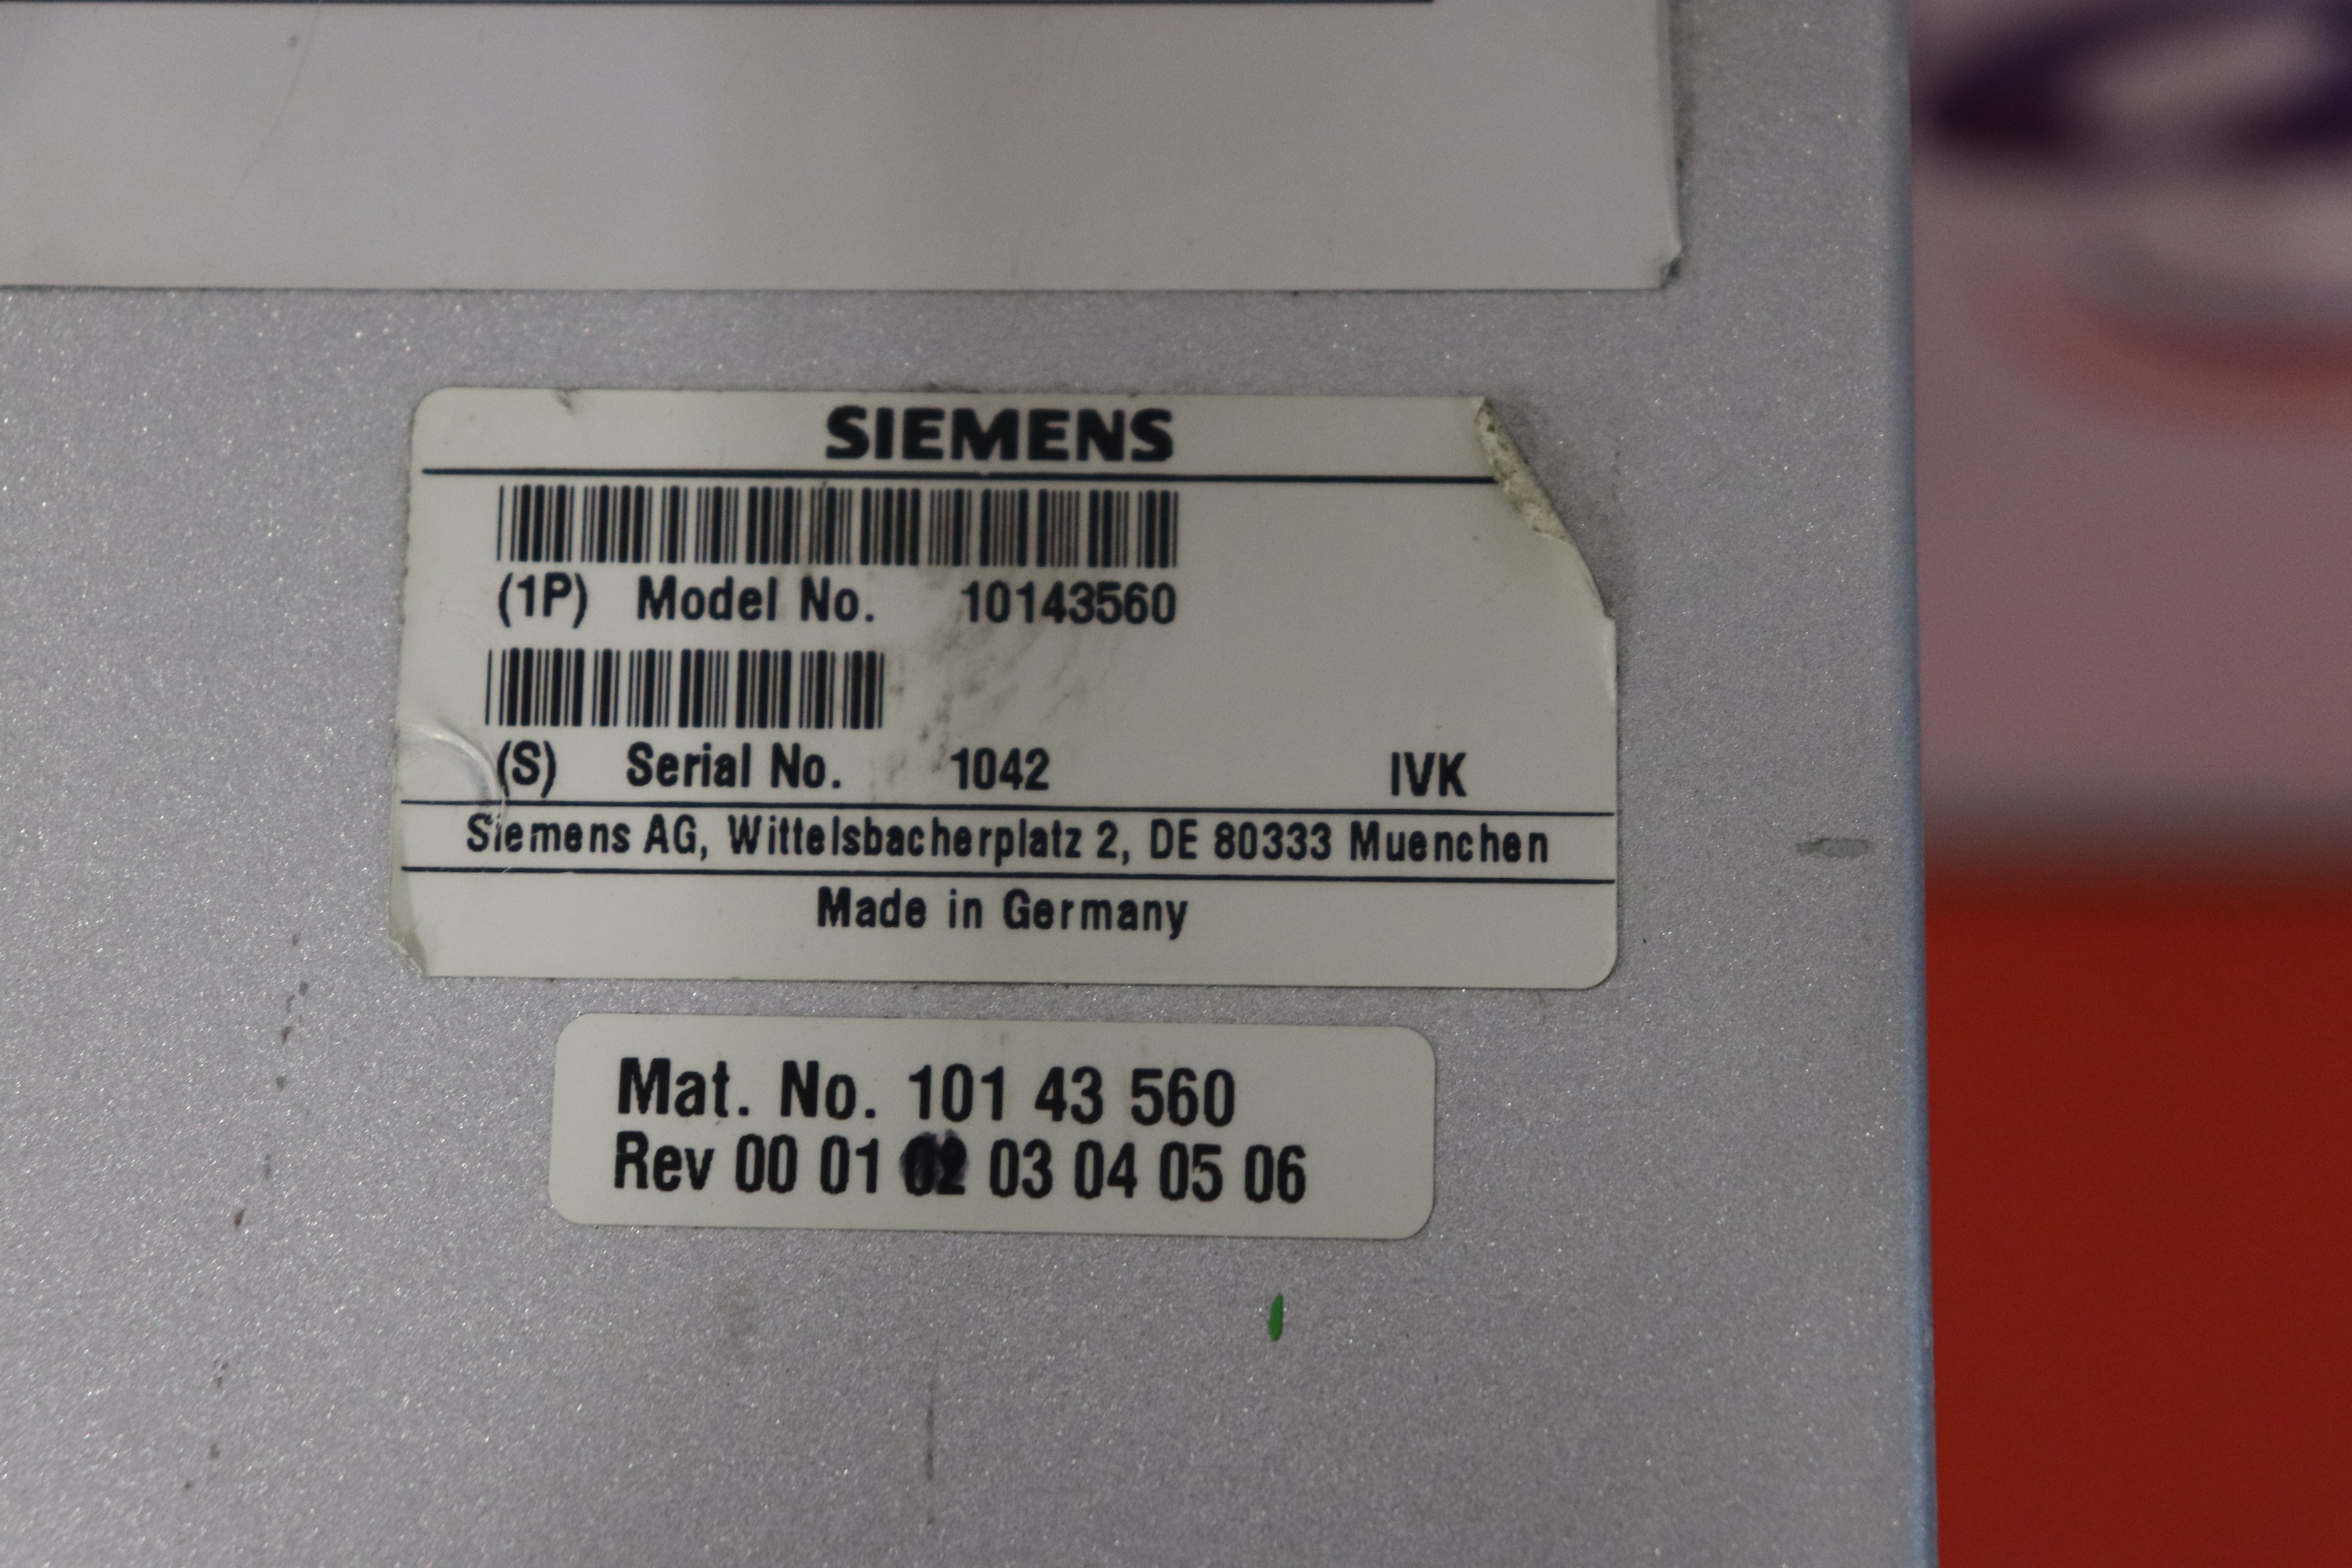 SIEMENS
(1P) Model No. 10143560
(S) Serial No. 1042 IVK
Siemens AG, Wittelsbacherplatz 2, DE 80333 Muenchen
Made in Germany
Mat. No. 101 43 560
Rev 00 01 02 03 04 05 06